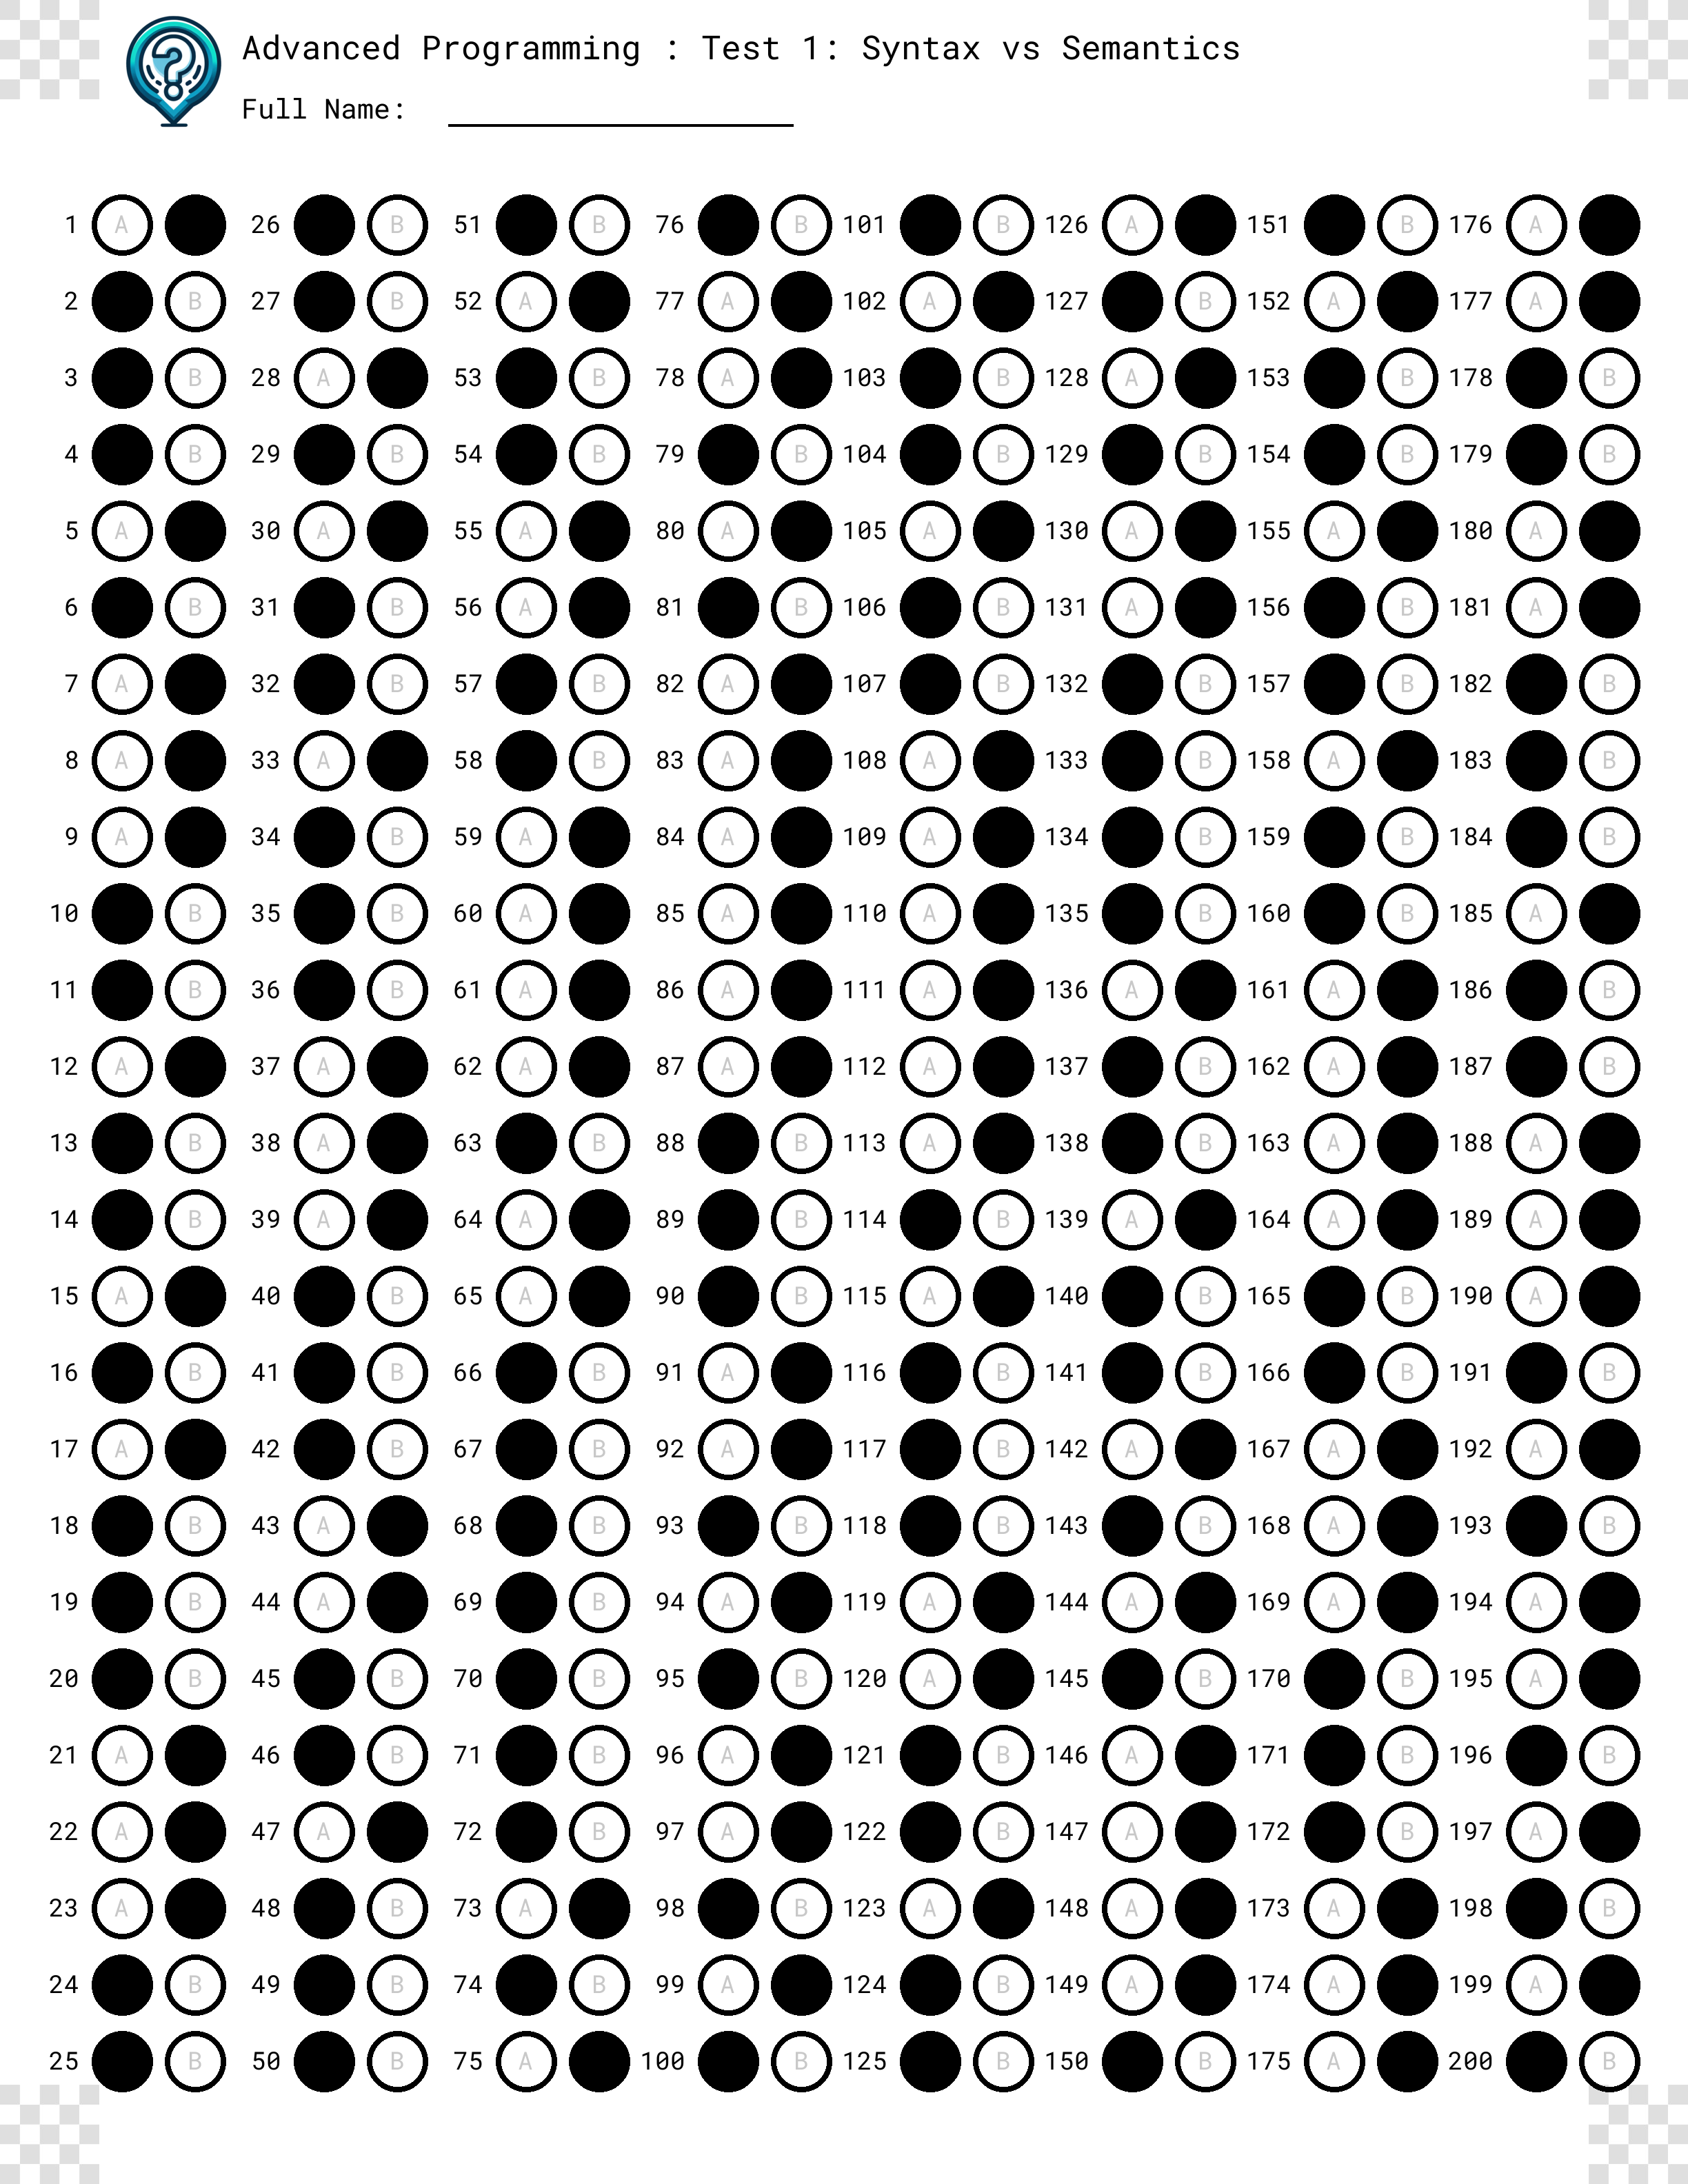 Advanced Programming : Test 1: Syntax vs Semantics
Full Name:
1 A 26 B 51 B 76 B 101 B 126 A 151 B 176 A
2 B 27 B 52 A 77 A 102 A 127 B 152 A 177 A
3 B 28 A 53 B 78 A 103 B 128 A 153 B 178 B
4 B 29 B 54 B 79 B 104 B 129 B 154 B 179 B
5 A 30 A 55 A 80 A 105 A 130 A 155 A 180 A
6 B 31 B 56 A 81 B 106 B 131 A 156 B 181 A
7 A 32 B 57 B 82 A 107 B 132 B 157 B 182 B
8 A 33 A 58 B 83 A 108 A 133 B 158 A 183 B
9 A 34 B 59 A 84 A 109 A 134 B 159 B 184 B
10 B 35 B 60 A 85 A 110 A 135 B 160 B 185 A
11 B 36 B 61 A 86 A 111 A 136 A 161 A 186 B
12 A 37 A 62 A 87 A 112 A 137 B 162 A 187 B
13 B 38 A 63 B 88 B 113 A 138 B 163 A 188 A
14 B 39 A 64 A 89 B 114 B 139 A 164 A 189 A
15 A 40 B 65 A 90 B 115 A 140 B 165 B 190 A
16 B 41 B 66 B 91 A 116 B 141 B 166 B 191 B
17 A 42 B 67 B 92 A 117 B 142 A 167 A 192 A
18 B 43 A 68 B 93 B 118 B 143 B 168 A 193 B
19 B 44 A 69 B 94 A 119 A 144 A 169 A 194 A
20 B 45 B 70 B 95 B 120 A 145 B 170 B 195 A
21 A 46 B 71 B 96 A 121 B 146 A 171 B 196 B
22 A 47 A 72 B 97 A 122 B 147 A 172 B 197 A
23 A 48 B 73 A 98 B 123 A 148 A 173 A 198 B
24 B 49 B 74 B 99 A 124 B 149 A 174 A 199 A
25 B 50 B 75 A 100 B 125 B 150 B 175 A 200 B